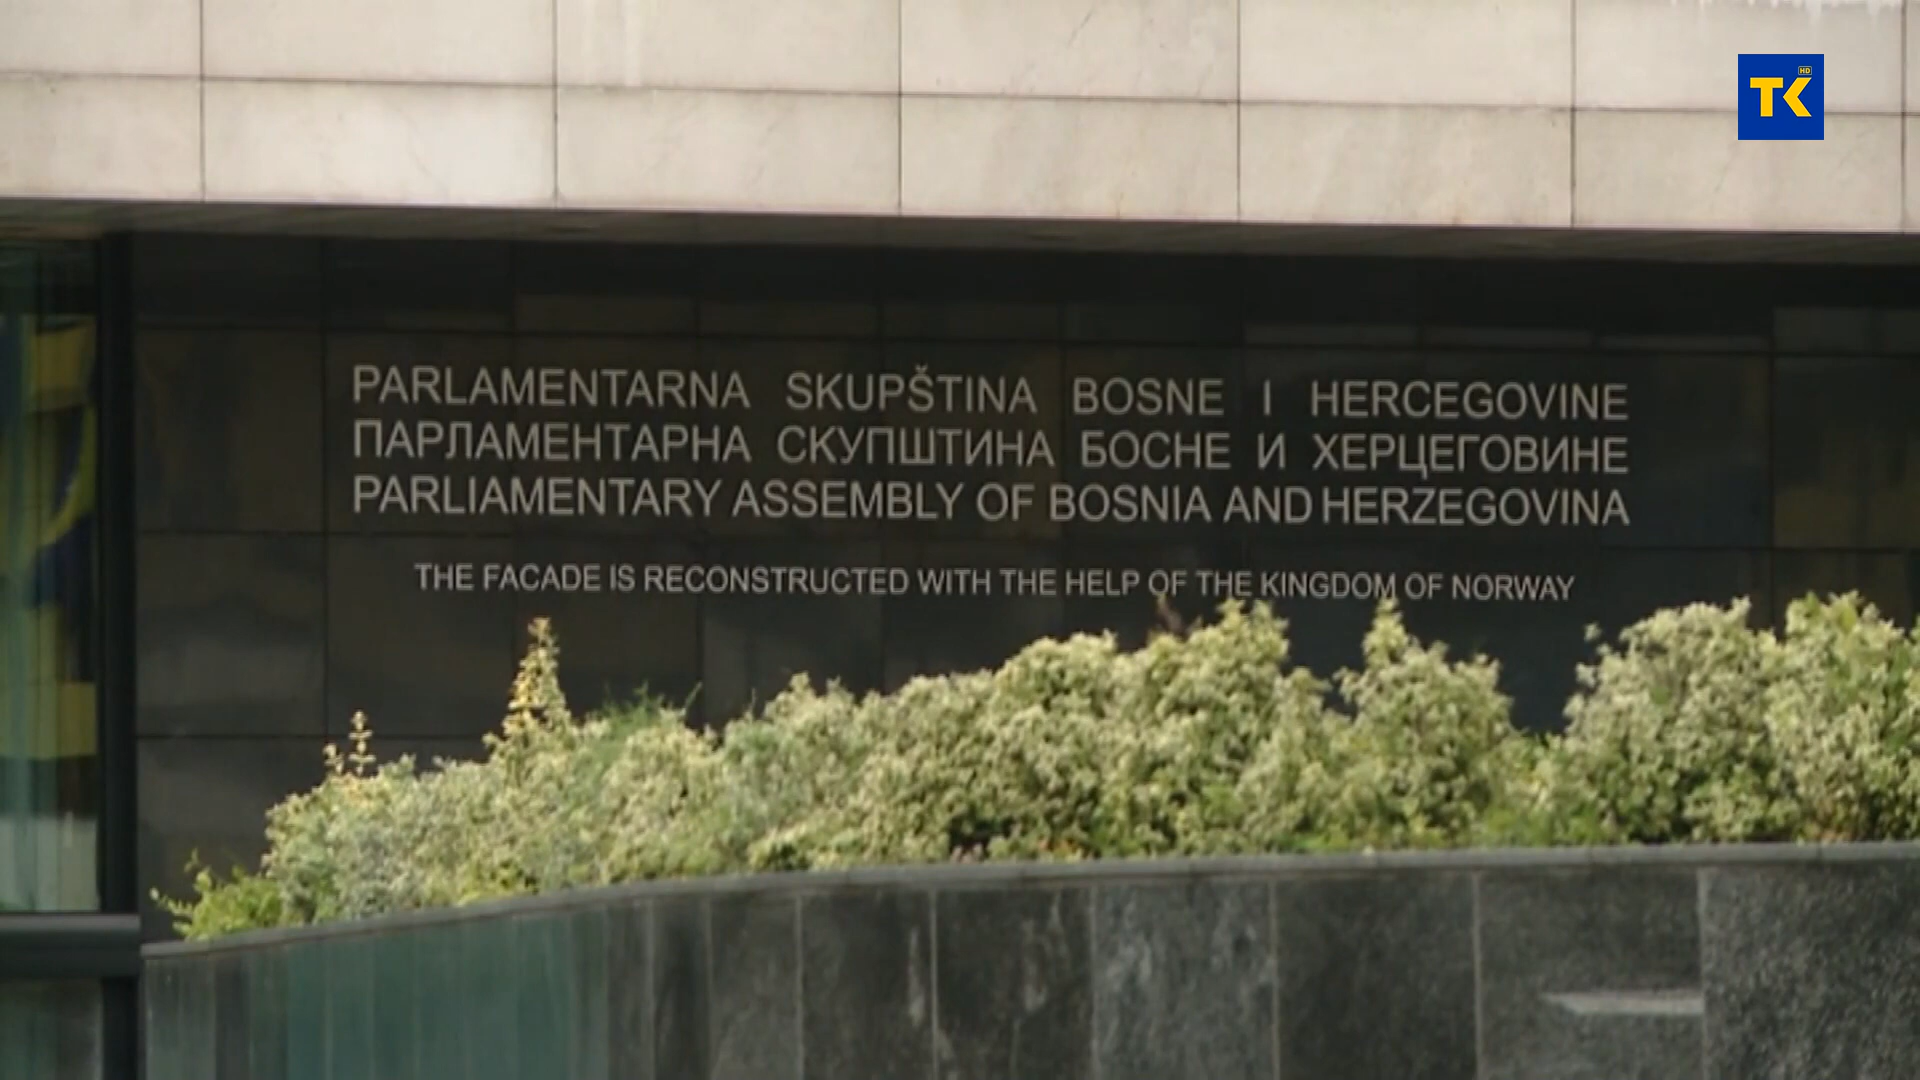 TK HD
PARLAMENTARNA SKUPŠTINA BOSNE I HERCEGOVINE
ПАРЛАМЕНТАРНА СКУПШТИНА БОСНЕ И ХЕРЦЕГОВИНЕ
PARLIAMENTARY ASSEMBLY OF BOSNIA AND HERZEGOVINA
THE FACADE IS RECONSTRUCTED WITH THE HELP OF THE KINGDOM OF NORWAY